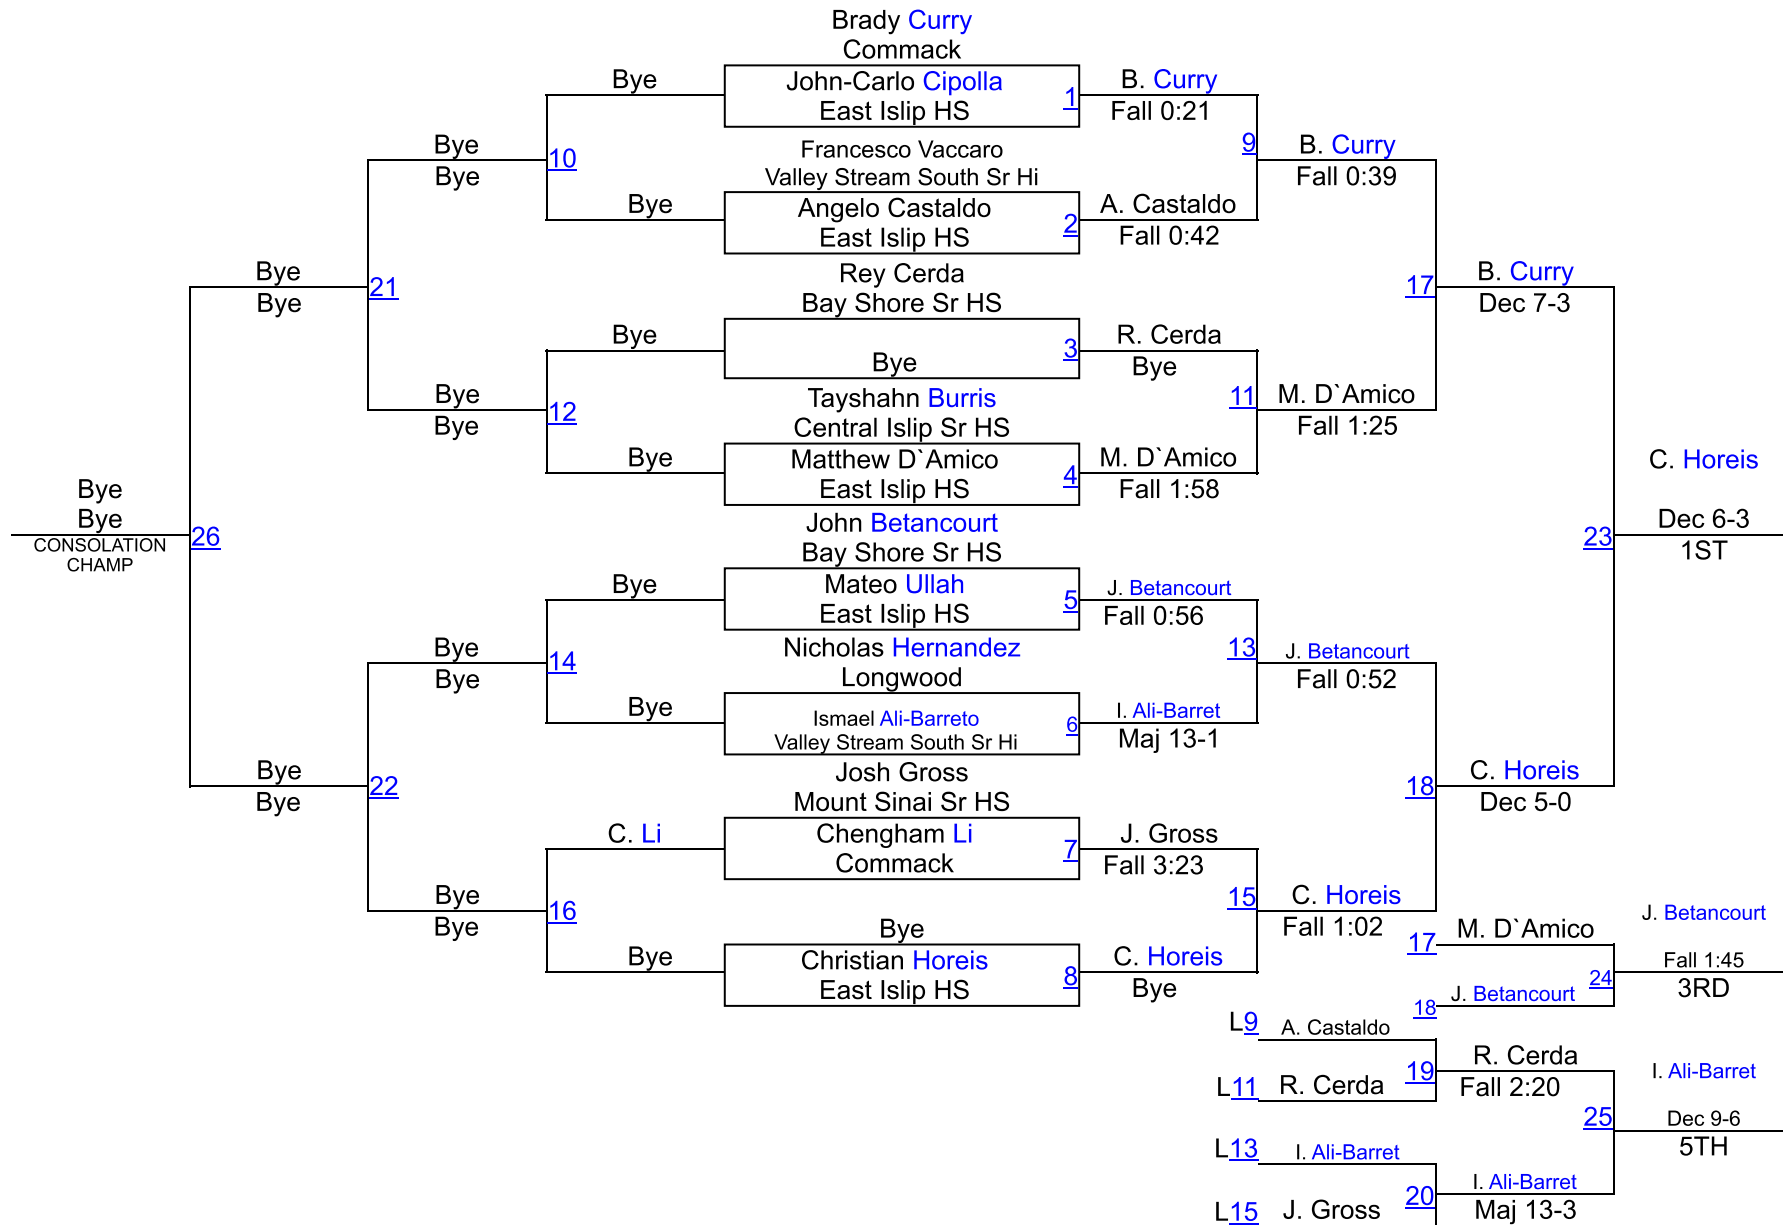 Brady Curry
Commack
Bye
John-Carlo Cipolla
East Islip HS
1
B. Curry
Fall 0:21
Bye
Bye
10
Francesco Vaccaro
Valley Stream South Sr Hi
9
B. Curry
Fall 0:39
Bye
Angelo Castaldo
East Islip HS
2
A. Castaldo
Fall 0:42
Bye
Bye
21
Rey Cerda
Bay Shore Sr HS
17
B. Curry
Dec 7-3
Bye
Bye
3
R. Cerda
Bye
Bye
Bye
12
Tayshahn Burris
Central Islip Sr HS
11
M. D`Amico
Fall 1:25
Bye
Matthew D`Amico
East Islip HS
4
M. D`Amico
Fall 1:58
Bye
Bye
CONSOLATION
CHAMP
26
John Betancourt
Bay Shore Sr HS
C. Horeis
23
Dec 6-3
1ST
Bye
Mateo Ullah
East Islip HS
5
J. Betancourt
Fall 0:56
Bye
Bye
14
Nicholas Hernandez
Longwood
13
J. Betancourt
Fall 0:52
Bye
Ismael Ali-Barreto
Valley Stream South Sr Hi
6
I. Ali-Barret
Maj 13-1
Bye
Bye
22
Josh Gross
Mount Sinai Sr HS
18
C. Horeis
Dec 5-0
C. Li
Chengham Li
Commack
7
J. Gross
Fall 3:23
Bye
Bye
16
Bye
15
C. Horeis
Fall 1:02
Bye
Christian Horeis
East Islip HS
8
C. Horeis
Bye
17
M. D`Amico
J. Betancourt
24
Fall 1:45
3RD
18
J. Betancourt
L9
A. Castaldo
19
R. Cerda
Fall 2:20
L11
R. Cerda
I. Ali-Barret
25
Dec 9-6
5TH
L13
I. Ali-Barret
20
I. Ali-Barret
Maj 13-3
L15
J. Gross